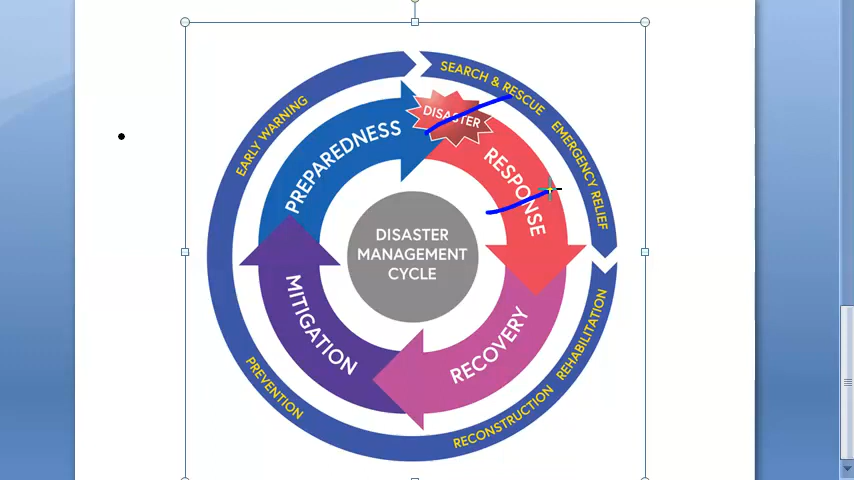 SEARCH & RESCUE
EMERGENCY RELIEF
EARLY WARNING
DISASTER
PREPAREDNESS
RESPONSE
DISASTER
MANAGEMENT
CYCLE
MITIGATION
RECOVERY
REHABILITATION
PREVENTION
RECONSTRUCTION